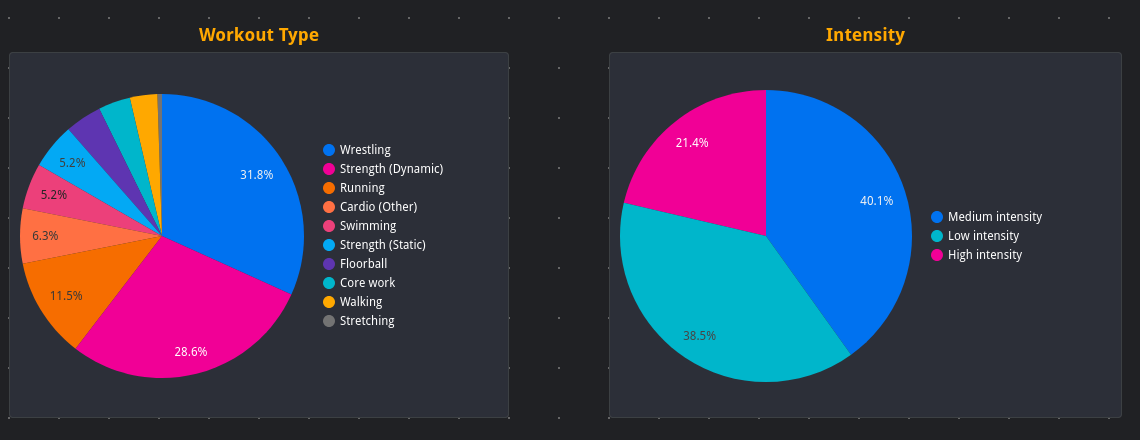 Workout Type
31.8%
28.6%
11.5%
6.3%
5.2%
5.2%
Wrestling
Strength (Dynamic)
Running
Cardio (Other)
Swimming
Strength (Static)
Floorball
Core work
Walking
Stretching
Intensity
40.1%
38.5%
21.4%
Medium intensity
Low intensity
High intensity